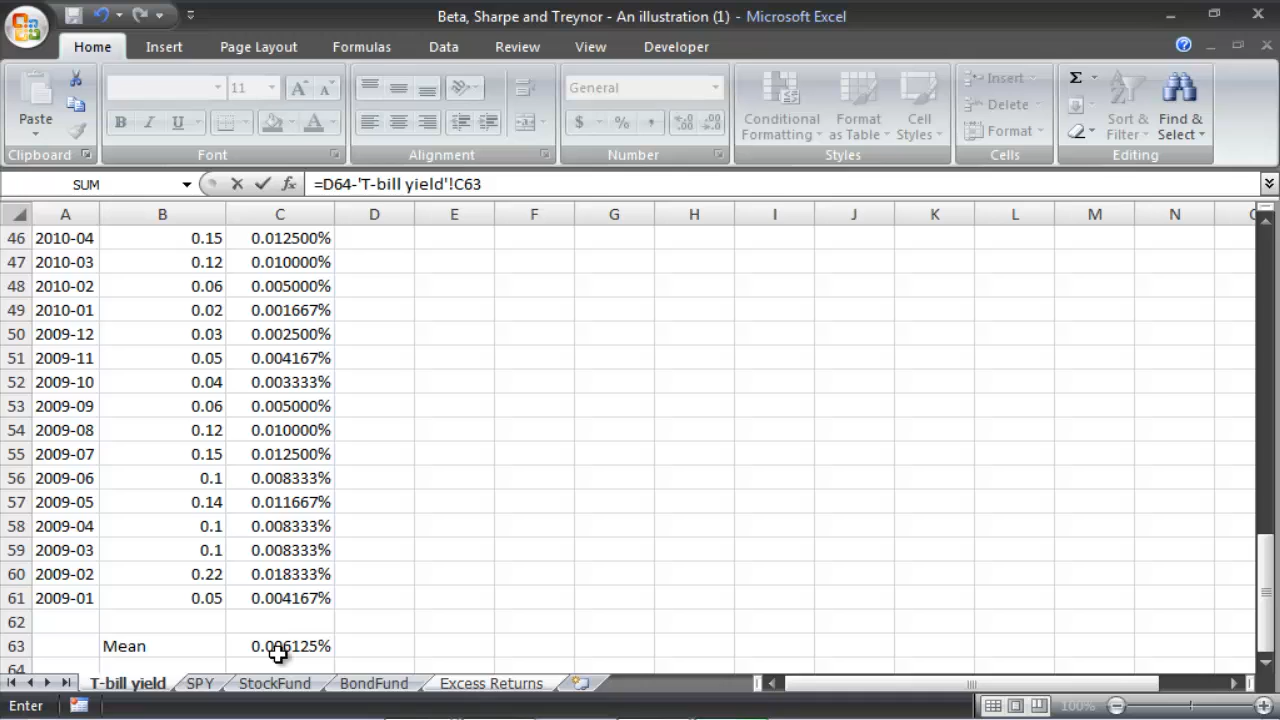 Beta, Sharpe and Treynor - An illustration (1) - Microsoft Excel
Home Insert Page Layout Formulas Data Review View Developer
11 General
Paste
Conditional Formatting Format as Table Cell Styles
Insert
Delete
Format
Sort & Filter Find & Select
Clipboard Font Alignment Number Styles Cells Editing
SUM =D64-'T-bill yield'!C63
A B C D E F G H I J K L M N
46 2010-04 0.15 0.012500%
47 2010-03 0.12 0.010000%
48 2010-02 0.06 0.005000%
49 2010-01 0.02 0.001667%
50 2009-12 0.03 0.002500%
51 2009-11 0.05 0.004167%
52 2009-10 0.04 0.003333%
53 2009-09 0.06 0.005000%
54 2009-08 0.12 0.010000%
55 2009-07 0.15 0.012500%
56 2009-06 0.1 0.008333%
57 2009-05 0.14 0.011667%
58 2009-04 0.1 0.008333%
59 2009-03 0.1 0.008333%
60 2009-02 0.22 0.018333%
61 2009-01 0.05 0.004167%
62
63 Mean 0.006125%
64
T-bill yield SPY StockFund BondFund Excess Returns
Enter 100%